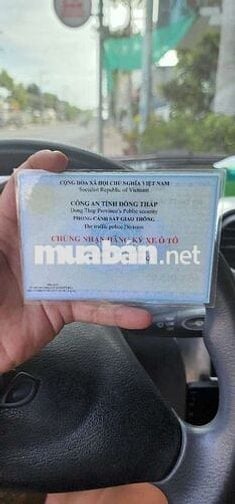 CỘNG HÒA XÃ HỘI CHỦ NGHĨA VIỆT NAM
Socialist Republic of Vietnam
CÔNG AN TỈNH ĐỒNG THÁP
Dong Thap Province's Public security
PHÒNG CẢNH SÁT GIAO THÔNG
The traffic police Division
CHỨNG NHẬN ĐĂNG KÝ XE Ô TÔ
muaban.net